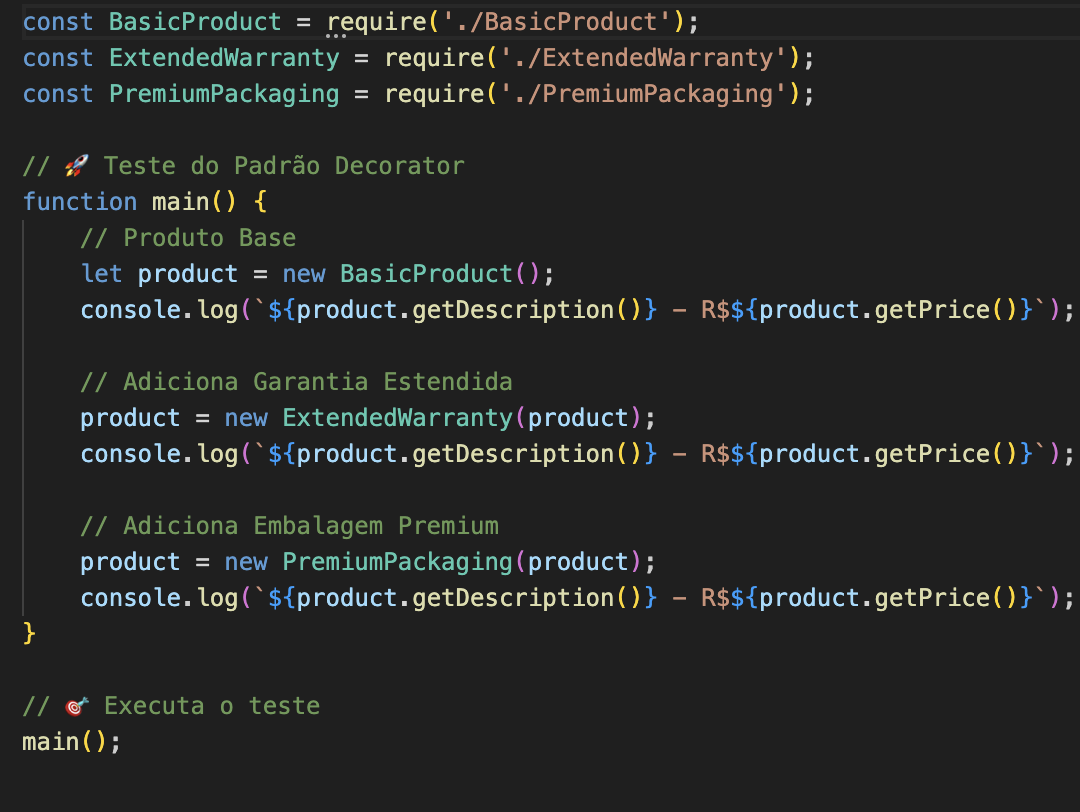 const BasicProduct = require('./BasicProduct');
const ExtendedWarranty = require('./ExtendedWarranty');
const PremiumPackaging = require('./PremiumPackaging');
// 🚀 Teste do Padrão Decorator
function main() {
// Produto Base
let product = new BasicProduct();
console.log(`${product.getDescription()} - R$${product.getPrice()}`);
// Adiciona Garantia Estendida
product = new ExtendedWarranty(product);
console.log(`${product.getDescription()} - R$${product.getPrice()}`);
// Adiciona Embalagem Premium
product = new PremiumPackaging(product);
console.log(`${product.getDescription()} - R$${product.getPrice()}`);
}
// 🎯 Executa o teste
main();